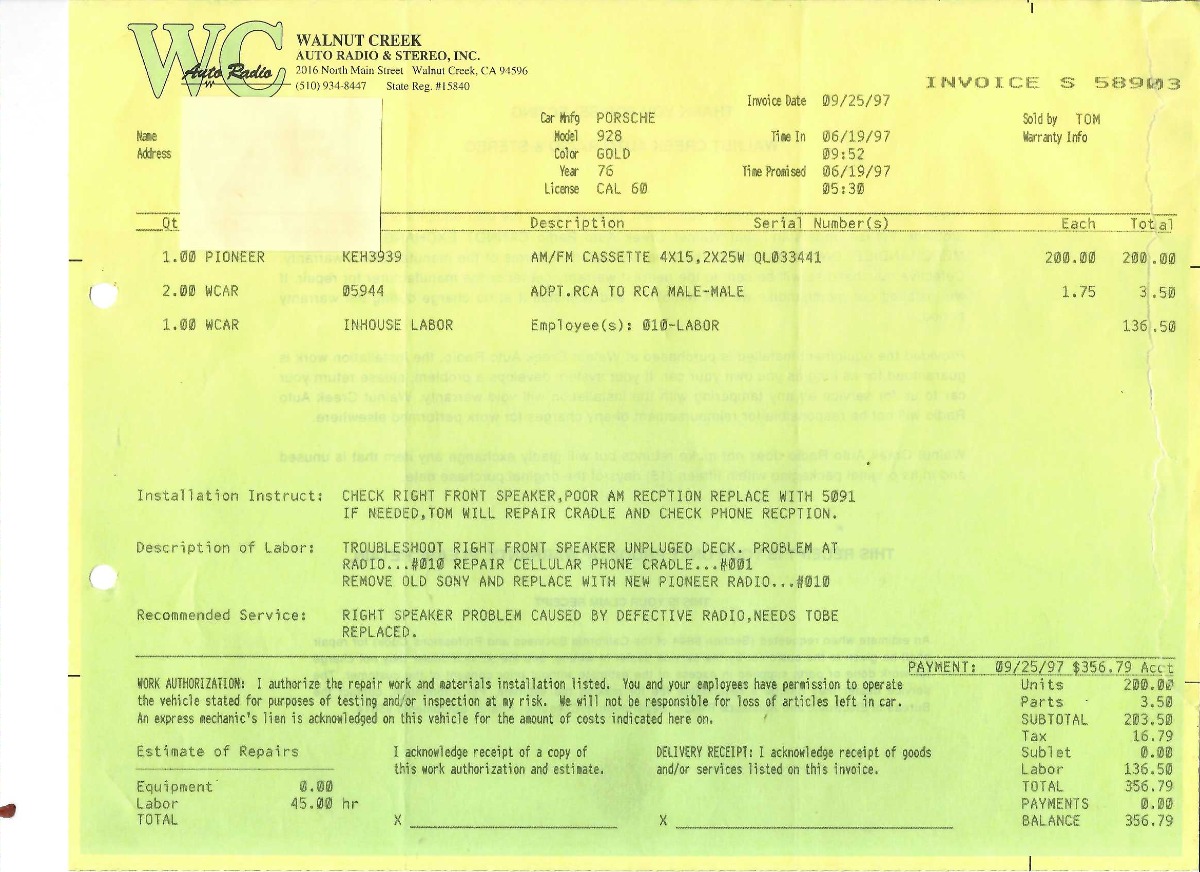 WC Auto Radio
WALNUT CREEK
AUTO RADIO & STEREO, INC.
2016 North Main Street Walnut Creek, CA 94596
(510) 934-8447 State Reg. #15840
INVOICE S 58903
Invoice Date 09/25/97
Name
Address
Car Mnfg PORSCHE
Model 928
Color GOLD
Year 76
License CAL 60
Time In 06/19/97
09:52
Time Promised 06/19/97
05:30
Sold by TOM
Warranty Info
Qt Description Serial Number(s) Each Total
1.00 PIONEER KEH3939 AM/FM CASSETTE 4X15,2X25W QL033441 200.00 200.00
2.00 WCAR 05944 ADPT.RCA TO RCA MALE-MALE 1.75 3.50
1.00 WCAR INHOUSE LABOR Employee(s): 010-LABOR 136.50
Installation Instruct: CHECK RIGHT FRONT SPEAKER,POOR AM RECPTION REPLACE WITH 5091
IF NEEDED,TOM WILL REPAIR CRADLE AND CHECK PHONE RECPTION.
Description of Labor: TROUBLESHOOT RIGHT FRONT SPEAKER UNPLUGED DECK. PROBLEM AT
RADIO...#010 REPAIR CELLULAR PHONE CRADLE...#001
REMOVE OLD SONY AND REPLACE WITH NEW PIONEER RADIO...#010
Recommended Service: RIGHT SPEAKER PROBLEM CAUSED BY DEFECTIVE RADIO,NEEDS TOBE
REPLACED.
PAYMENT: 09/25/97 $356.79 Acct
WORK AUTHORIZATION: I authorize the repair work and materials installation listed. You and your employees have permission to operate
the vehicle stated for purposes of testing and/or inspection at my risk. We will not be responsible for loss of articles left in car.
An express mechanic's lien is acknowledged on this vehicle for the amount of costs indicated here on.
Units 200.00
Parts 3.50
SUBTOTAL 203.50
Tax 16.79
Sublet 0.00
Labor 136.50
TOTAL 356.79
PAYMENTS 0.00
BALANCE 356.79
Estimate of Repairs
Equipment 0.00
Labor 45.00 hr
TOTAL
I acknowledge receipt of a copy of
this work authorization and estimate.
X
DELIVERY RECEIPT: I acknowledge receipt of goods
and/or services listed on this invoice.
X